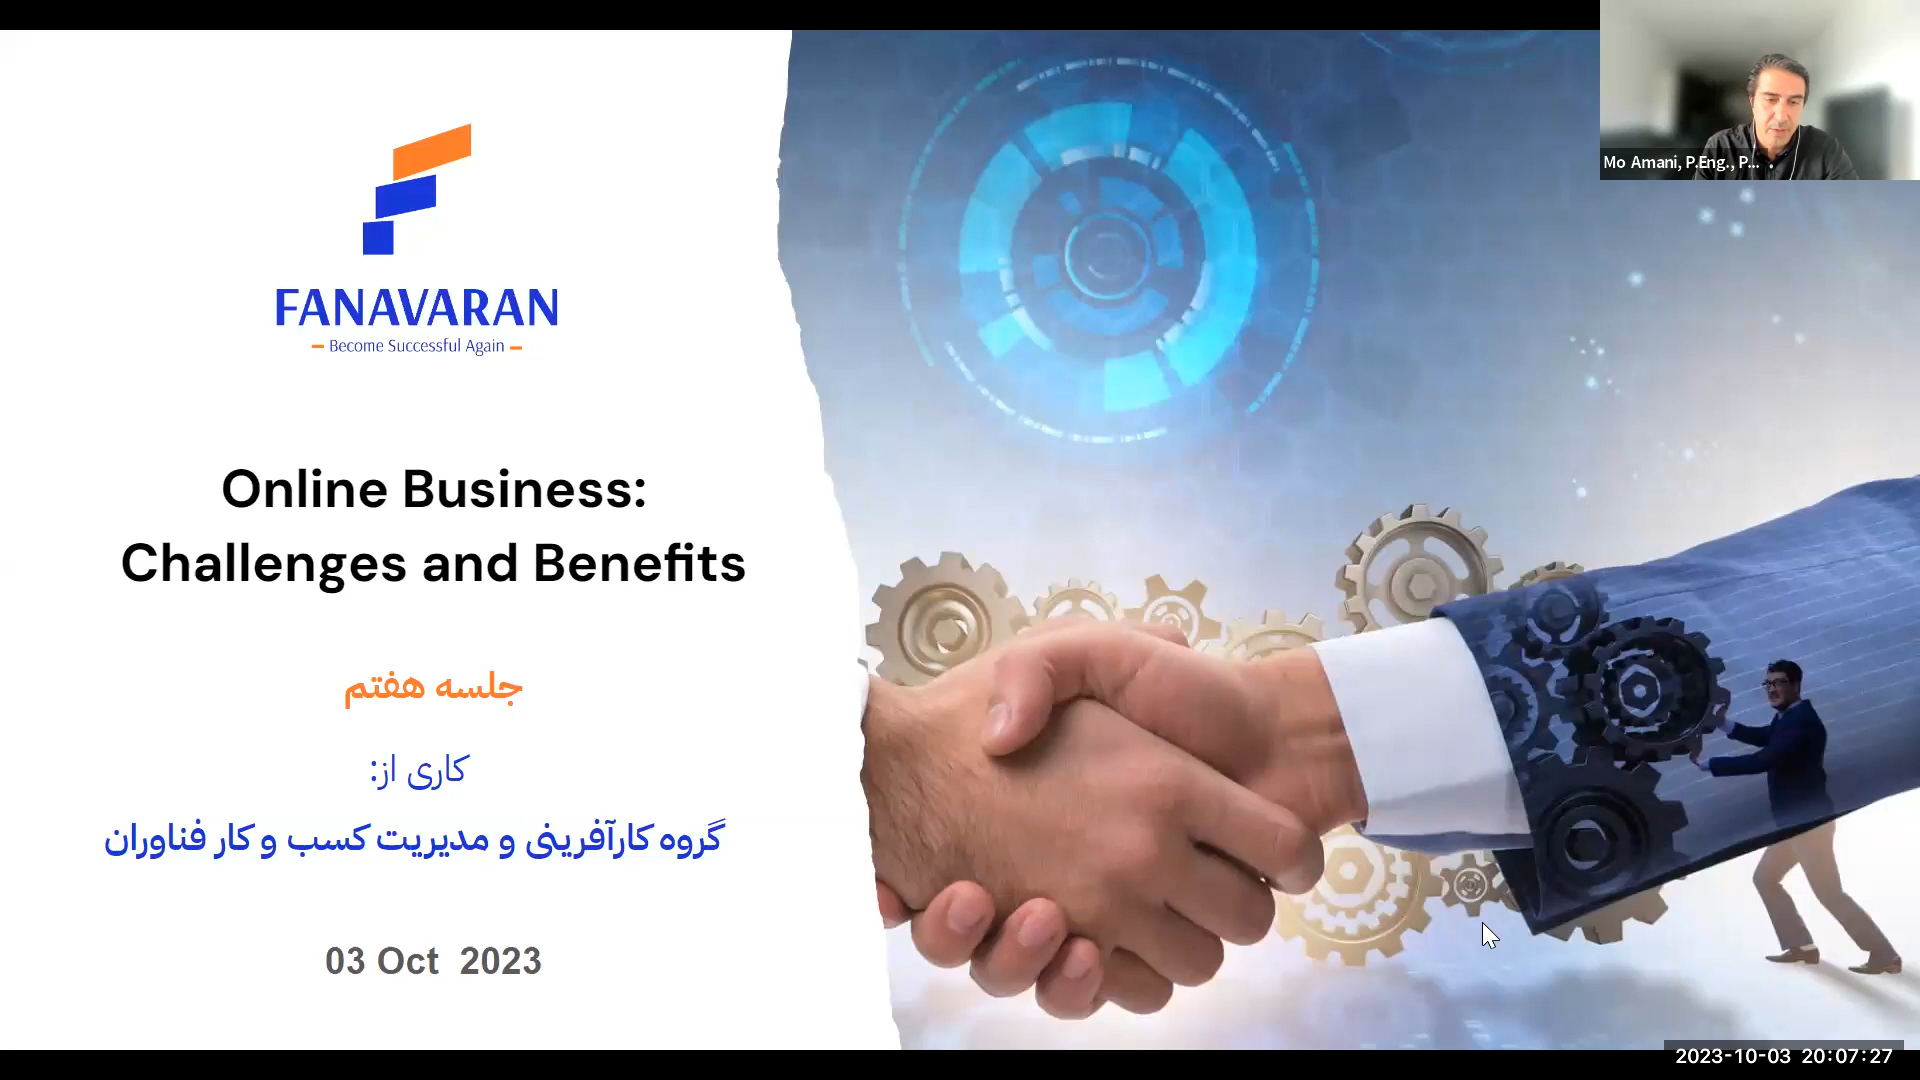 FANAVARAN
Become Successful Again
Online Business:
Challenges and Benefits
جلسه هفتم
کاری از:
گروه کارآفرینی و مدیریت کسب و کار فناوران
03 Oct 2023
Mo Amani, P.Eng., P...
2023-10-03 20:07:27